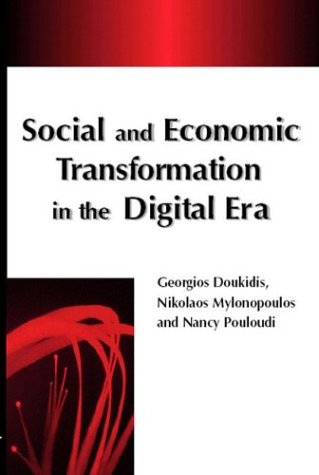 Social and Economic
Transformation
in the Digital Era
Georgios Doukidis,
Nikolaos Mylonopoulos
and Nancy Pouloudi